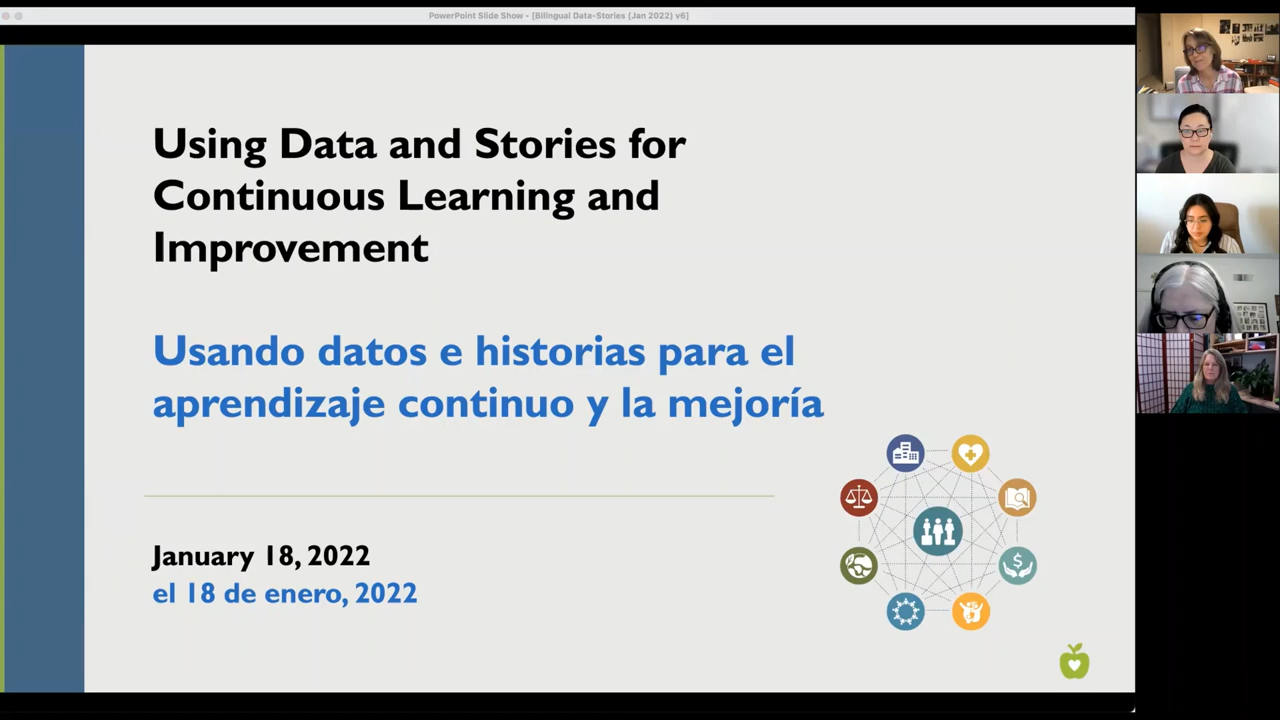 PowerPoint Slide Show - [Bilingual Data-Stories (Jan 2022) v6]
Using Data and Stories for
Continuous Learning and
Improvement
Usando datos e historias para el
aprendizaje continuo y la mejoría
January 18, 2022
el 18 de enero, 2022
$